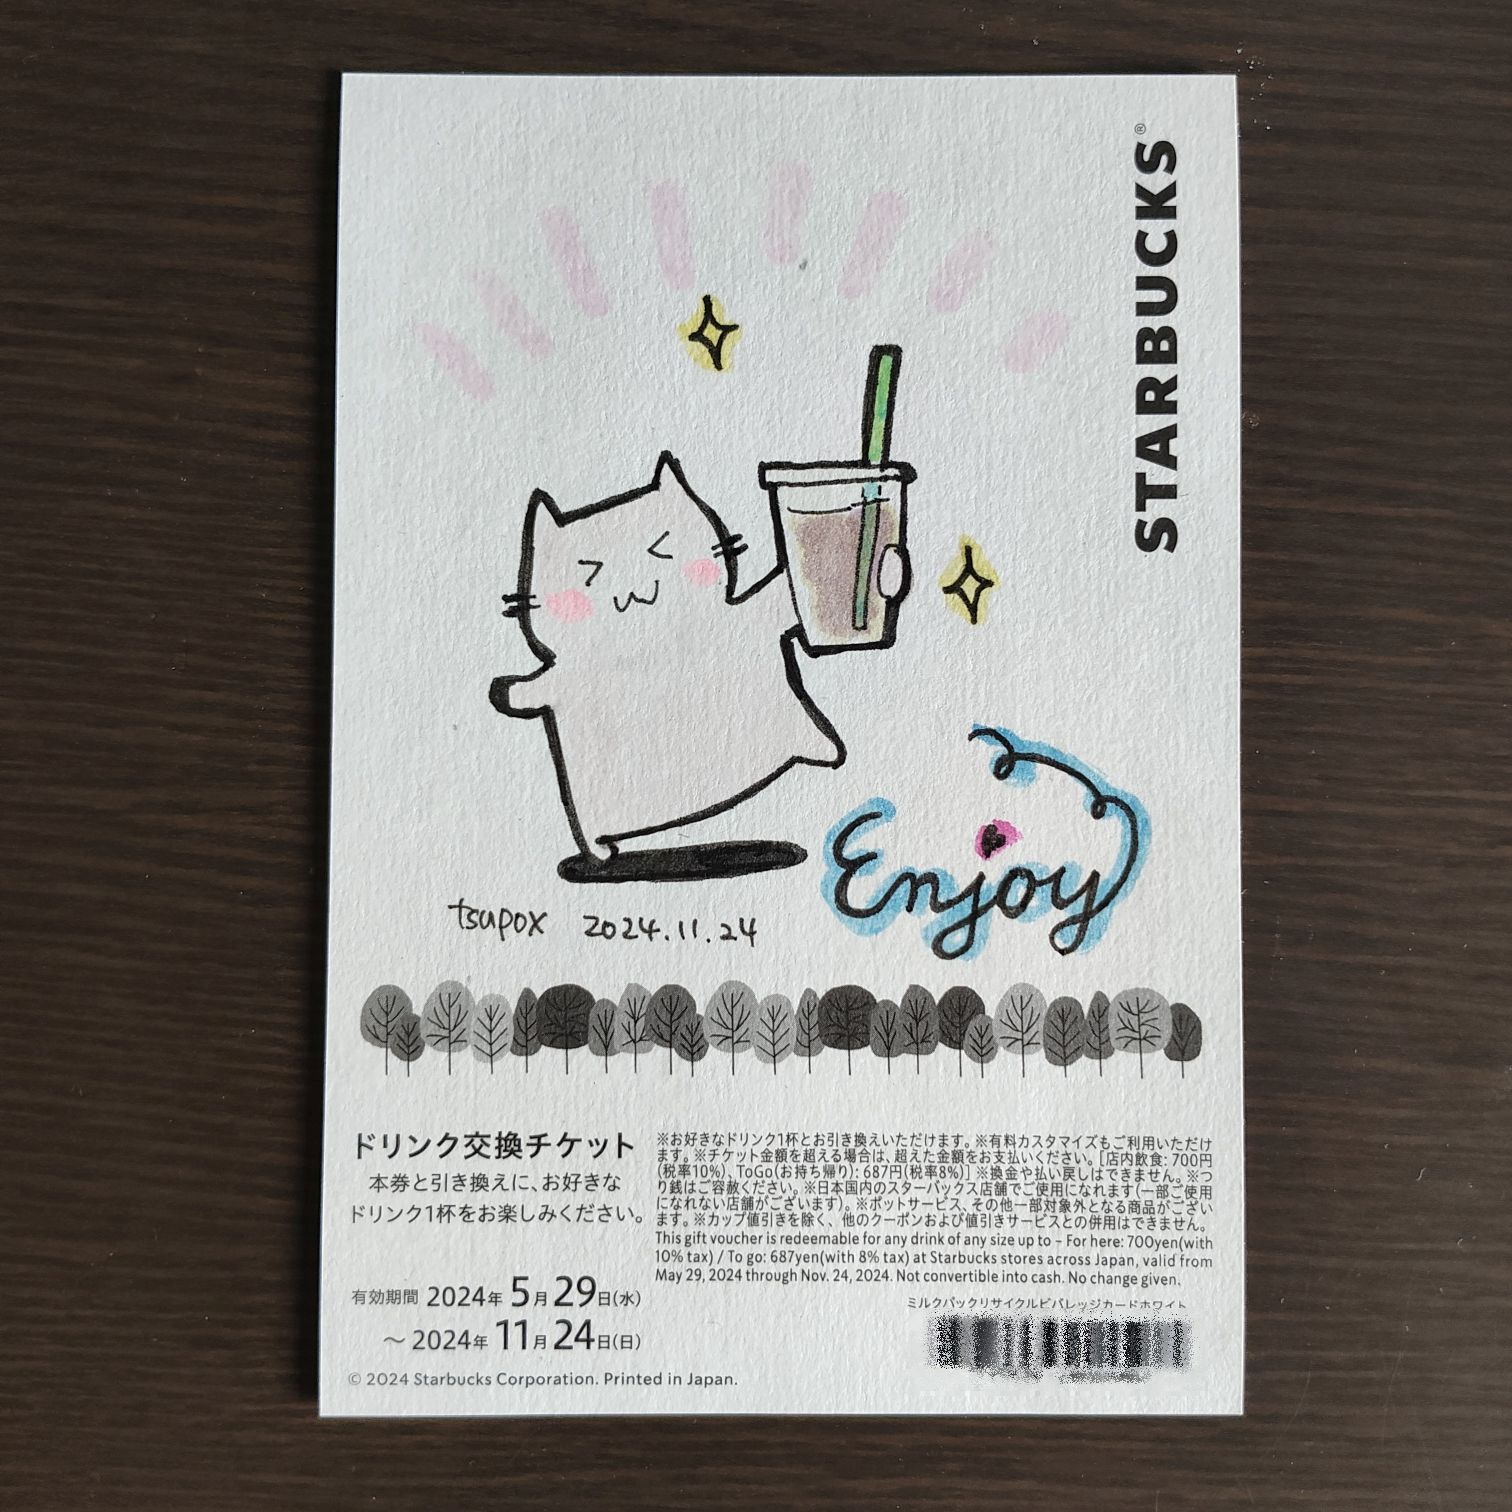 STARBUCKS®
Enjoy
tsupox 2024.11.24
ドリンク交換チケット
本券と引き換えに、お好きな
ドリンク1杯をお楽しみください。
※お好きなドリンク1杯とお引き換えいただけます。※有料カスタマイズもご利用いただけ
ます。※チケット金額を超える場合は、超えた金額をお支払いください。[店内飲食: 700円
(税率10%)、ToGo(お持ち帰り): 687円(税率8%)] ※換金や払い戻しはできません。※つ
り銭はご容赦ください。※日本国内のスターバックス店舗でご使用になれます(一部ご使用
になれない店舗がございます)。※ポットサービス、その他一部対象外となる商品がござい
ます。※カップ値引きを除く、他のクーポンおよび値引きサービスとの併用はできません。
This gift voucher is redeemable for any drink of any size up to – For here: 700yen(with
10% tax) / To go: 687yen(with 8% tax) at Starbucks stores across Japan, valid from
May 29, 2024 through Nov. 24, 2024. Not convertible into cash. No change given.
有効期間 2024年 5月 29日(水)
～ 2024年 11月 24日(日)
ミルクパックリサイクルビバレッジカードホワイト
© 2024 Starbucks Corporation. Printed in Japan.